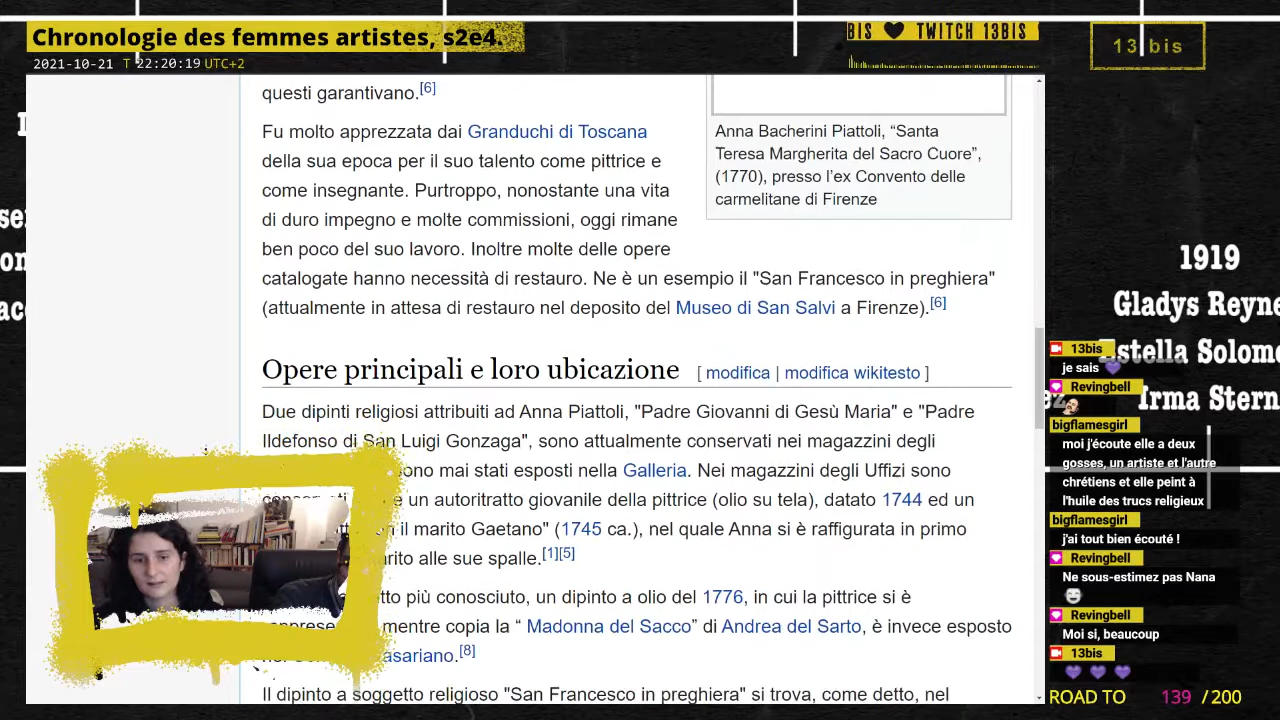 Chronologie des femmes artistes, s2e4.
2021-10-21 T 22:20:19 UTC+2
BIS TWITCH 13BIS
13 bis
questi garantivano.[6]
Fu molto apprezzata dai Granduchi di Toscana
della sua epoca per il suo talento come pittrice e
come insegnante. Purtroppo, nonostante una vita
di duro impegno e molte commissioni, oggi rimane
ben poco del suo lavoro. Inoltre molte delle opere
catalogate hanno necessità di restauro. Ne è un esempio il "San Francesco in preghiera"
(attualmente in attesa di restauro nel deposito del Museo di San Salvi a Firenze).[6]
Anna Bacherini Piattoli, “Santa
Teresa Margherita del Sacro Cuore”,
(1770), presso l’ex Convento delle
carmelitane di Firenze
Opere principali e loro ubicazione [ modifica | modifica wikitesto ]
Due dipinti religiosi attribuiti ad Anna Piattoli, "Padre Giovanni di Gesù Maria" e "Padre
Ildefonso di San Luigi Gonzaga", sono attualmente conservati nei magazzini degli
ono mai stati esposti nella Galleria. Nei magazzini degli Uffizi sono
un autoritratto giovanile della pittrice (olio su tela), datato 1744 ed un
il marito Gaetano" (1745 ca.), nel quale Anna si è raffigurata in primo
rito alle sue spalle.[1][5]
tto più conosciuto, un dipinto a olio del 1776, in cui la pittrice si è
entre copia la “ Madonna del Sacco” di Andrea del Sarto, è invece esposto
asariano.[8]
Il dipinto a soggetto religioso "San Francesco in preghiera" si trova, come detto, nel
1919
Gladys Reyne
Estella Solom
Irma Stern
13bis
je sais
Revingbell
bigflamesgirl
moi j'écoute elle a deux
gosses, un artiste et l'autre
chrétiens et elle peint à
l'huile des trucs religieux
bigflamesgirl
j'ai tout bien écouté !
Revingbell
Ne sous-estimez pas Nana
Revingbell
Moi si, beaucoup
13bis
ROAD TO 139 / 200